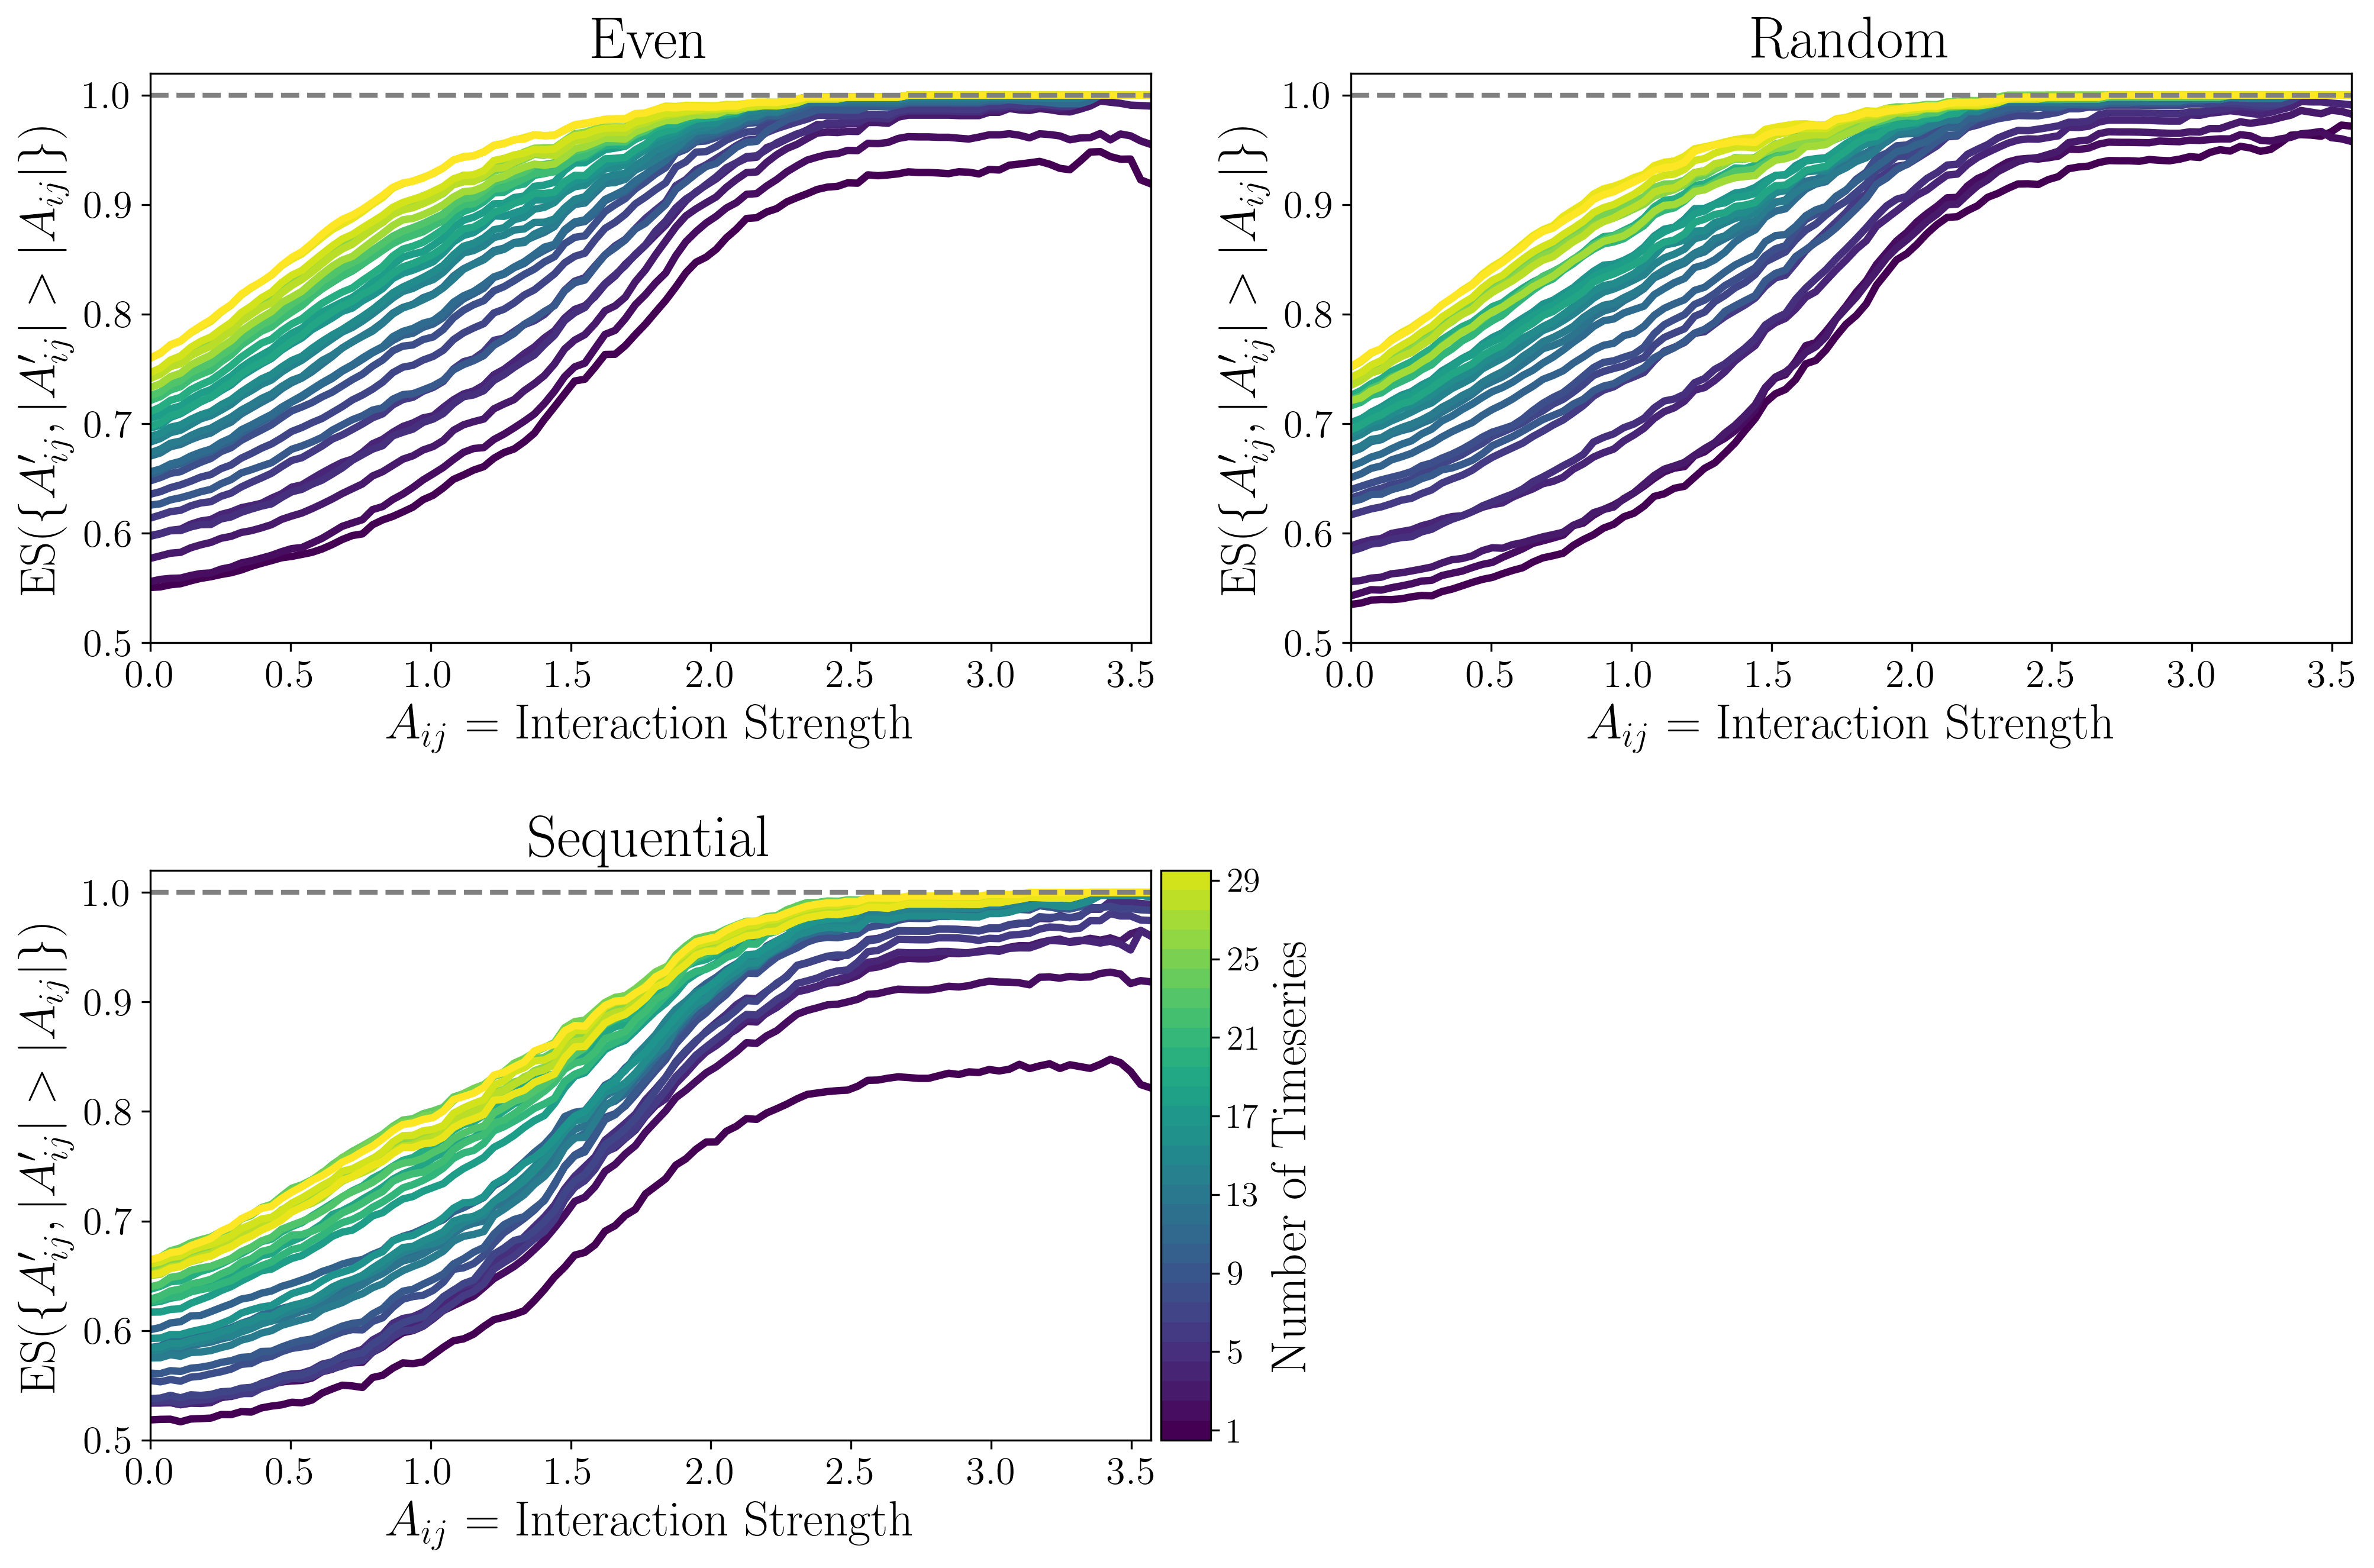 Even
ES({A'ij, |A'ij| > |Aij|})
1.0
0.9
0.8
0.7
0.6
0.5
0.0 0.5 1.0 1.5 2.0 2.5 3.0 3.5
Aij = Interaction Strength
Random
ES({A'ij, |A'ij| > |Aij|})
1.0
0.9
0.8
0.7
0.6
0.5
0.0 0.5 1.0 1.5 2.0 2.5 3.0 3.5
Aij = Interaction Strength
Sequential
ES({A'ij, |A'ij| > |Aij|})
1.0
0.9
0.8
0.7
0.6
0.5
0.0 0.5 1.0 1.5 2.0 2.5 3.0 3.5
Aij = Interaction Strength
29
25
21
17
13
9
5
1
Number of Timeseries